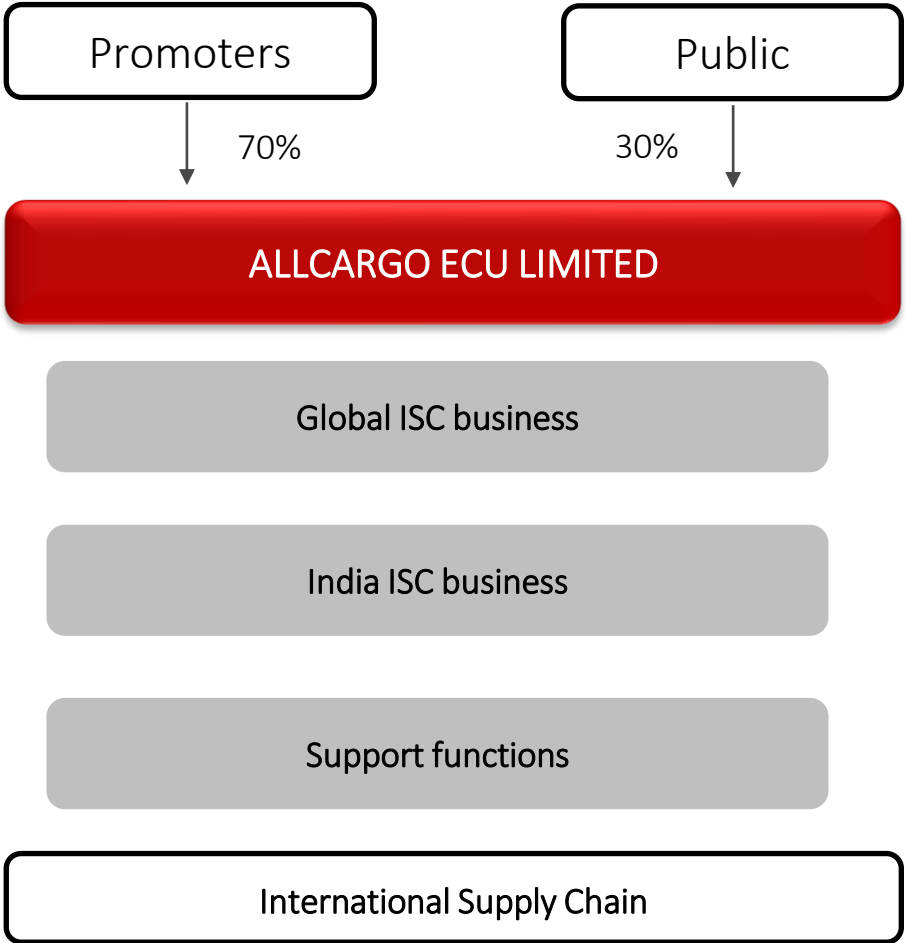 Promoters
Public
70%
30%
ALLCARGO ECU LIMITED
Global ISC business
India ISC business
Support functions
International Supply Chain